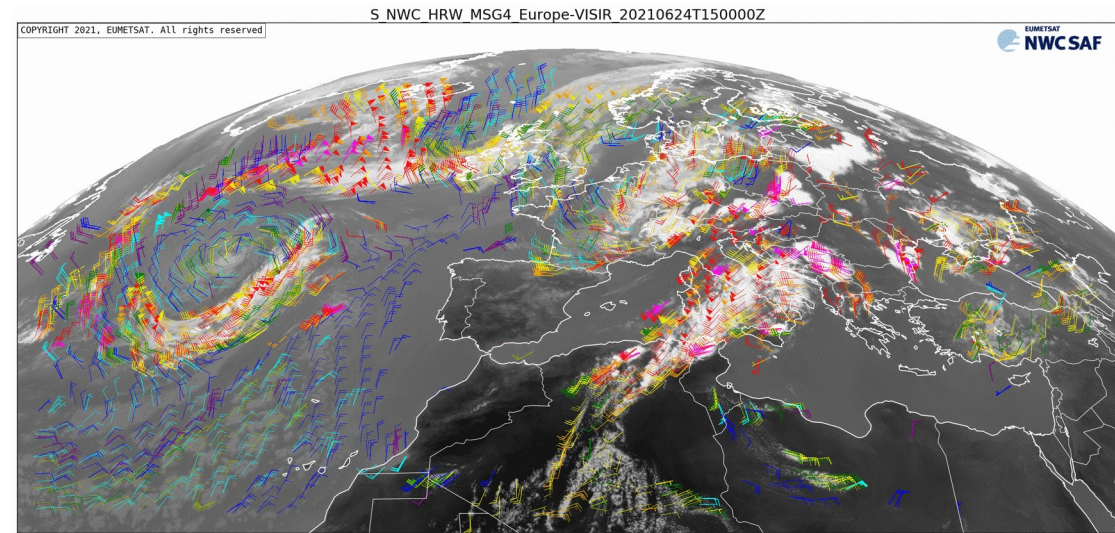 S_NWC_HRW_MSG4_Europe-VISIR_20210624T150000Z
COPYRIGHT 2021, EUMETSAT. All rights reserved
EUMETSAT
NWC SAF